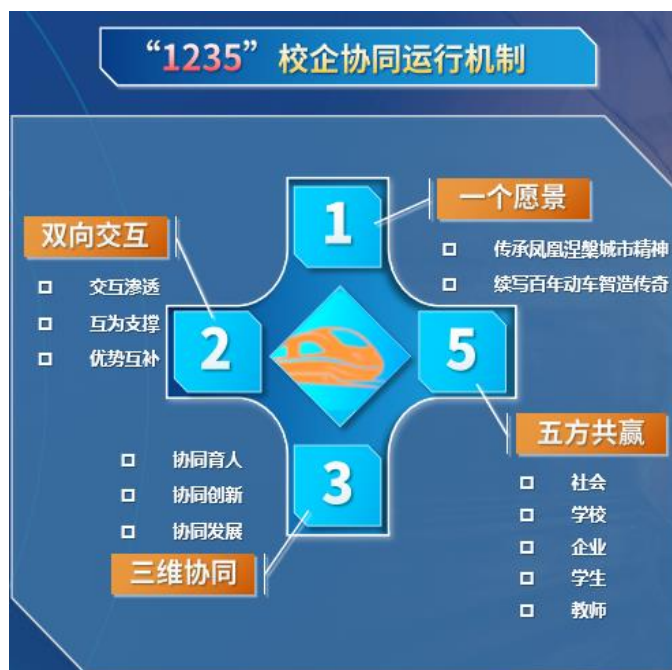 “1235”校企协同运行机制
1
一个愿景
传承凤凰涅槃城市精神
续写百年动车智造传奇
双向交互
交互渗透
互为支撑
优势互补
2
5
五方共赢
社会
学校
企业
学生
教师
3
协同育人
协同创新
协同发展
三维协同